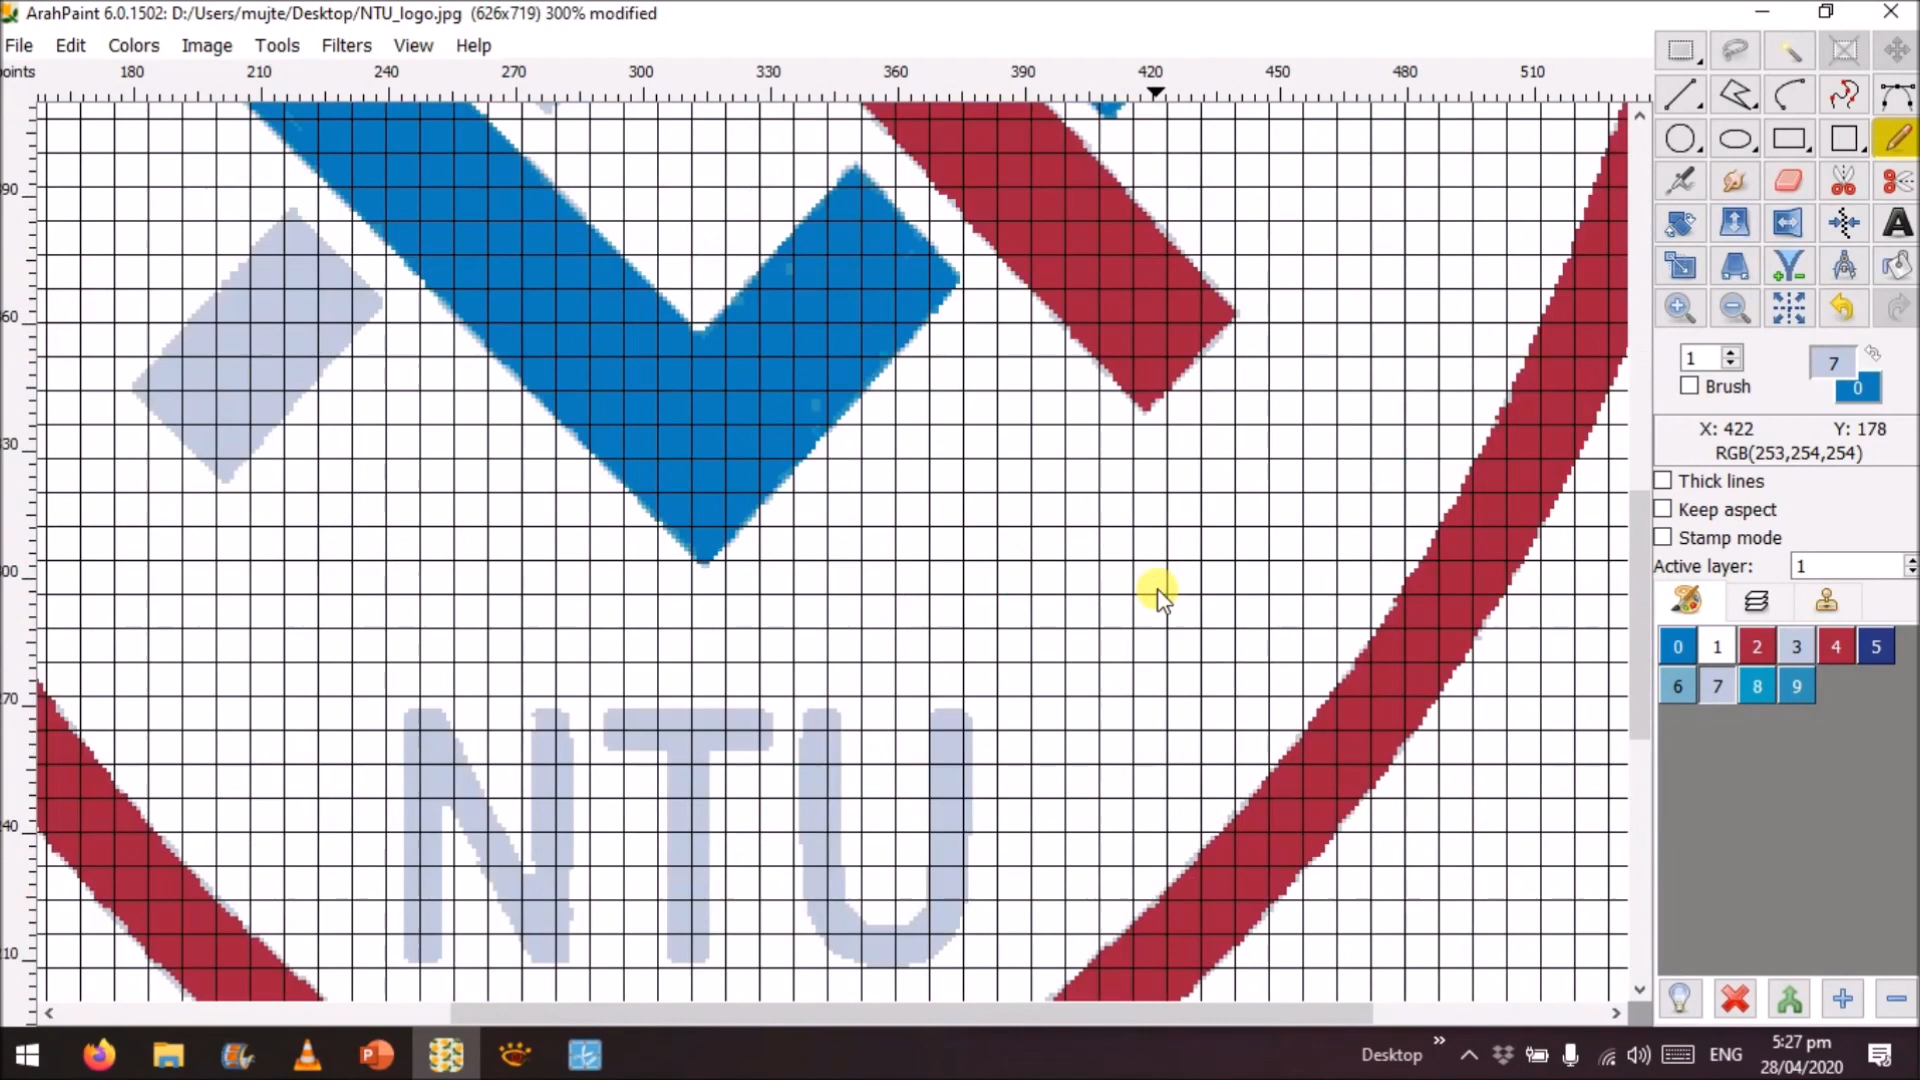 ArahPaint 6.0.1502: D:/Users/mujte/Desktop/NTU_logo.jpg (626x719) 300% modified
File Edit Colors Image Tools Filters View Help
points 180 210 240 270 300 330 360 390 420 450 480 510
90
60
30
00
70
40
10
NTU
1
Brush
7
0
X: 422 Y: 178
RGB(253,254,254)
Thick lines
Keep aspect
Stamp mode
Active layer: 1
0 1 2 3 4 5
6 7 8 9
Desktop » ENG 5:27 pm
28/04/2020